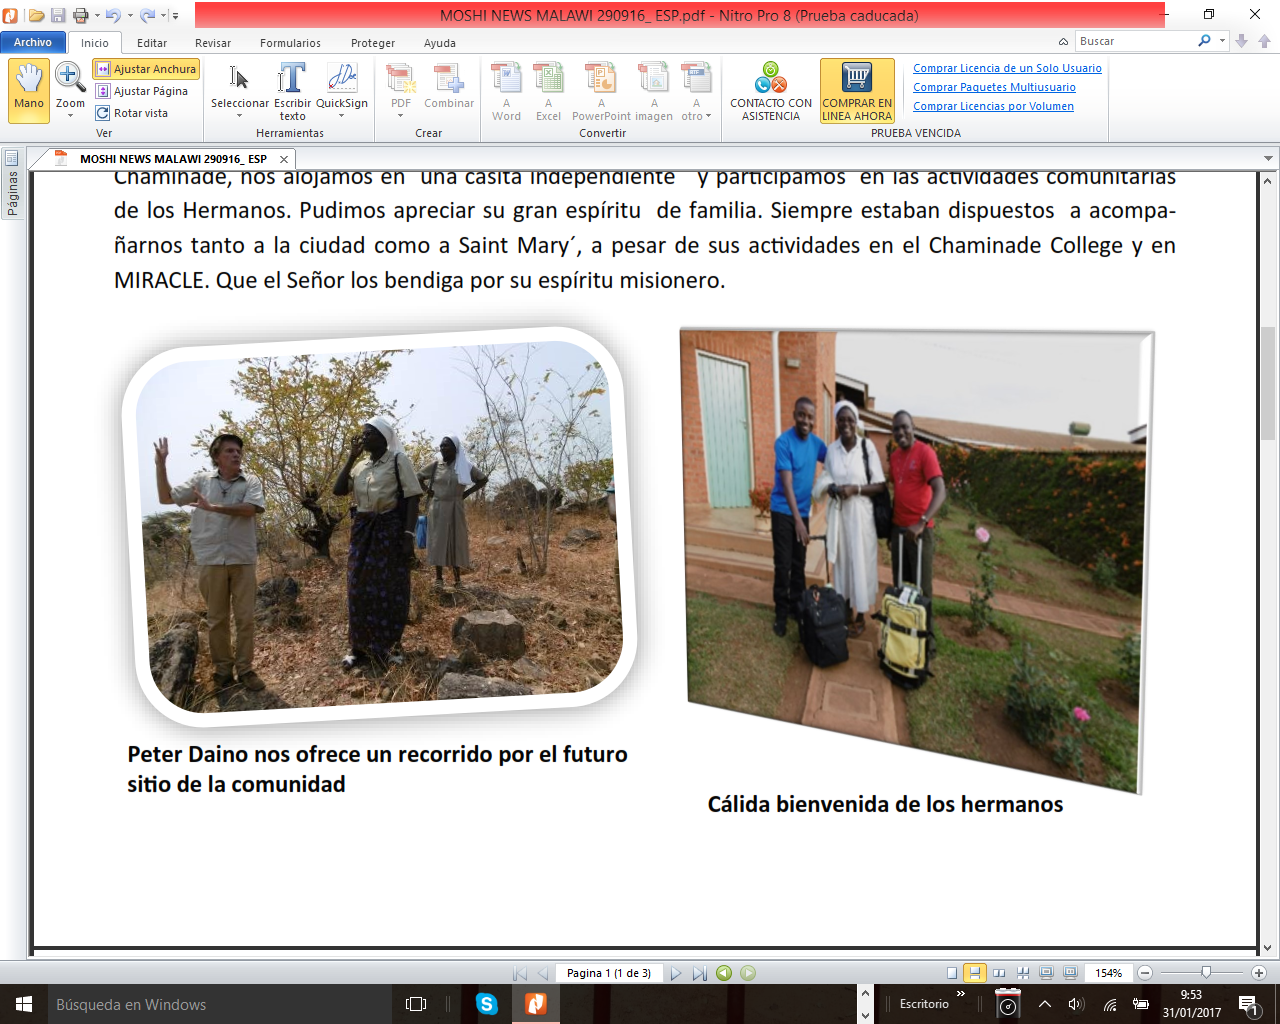 MOSHI NEWS MALAWI 290916_ ESP.pdf - Nitro Pro 8 (Prueba caducada)
Archivo
Inicio
Editar
Revisar
Formularios
Proteger
Ayuda
Buscar
Mano
Zoom
Ajustar Anchura
Ajustar Página
Rotar vista
Ver
Seleccionar
Escribir texto
QuickSign
Herramientas
PDF
Combinar
Crear
A Word
A Excel
A PowerPoint
A imagen
A otro
Convertir
CONTACTO CON ASISTENCIA
COMPRAR EN LINEA AHORA
Comprar Licencia de un Solo Usuario
Comprar Paquetes Multiusuario
Comprar Licencias por Volumen
PRUEBA VENCIDA
MOSHI NEWS MALAWI 290916_ ESP
Páginas
Chaminade, nos alojamos en una casita independiente y participamos en las actividades comunitarias
de los Hermanos. Pudimos apreciar su gran espíritu de familia. Siempre estaban dispuestos a acompa-
ñarnos tanto a la ciudad como a Saint Mary´, a pesar de sus actividades en el Chaminade College y en
MIRACLE. Que el Señor los bendiga por su espíritu misionero.
Peter Daino nos ofrece un recorrido por el futuro
sitio de la comunidad
Cálida bienvenida de los hermanos
Pagina 1 (1 de 3)
154%
Búsqueda en Windows
Escritorio
9:53
31/01/2017
1